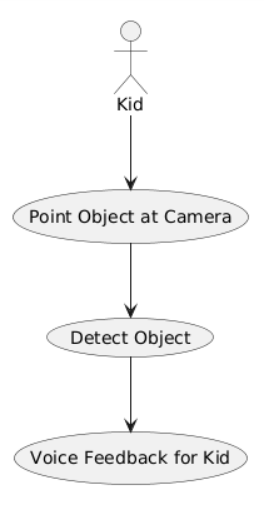 Kid
Point Object at Camera
Detect Object
Voice Feedback for Kid